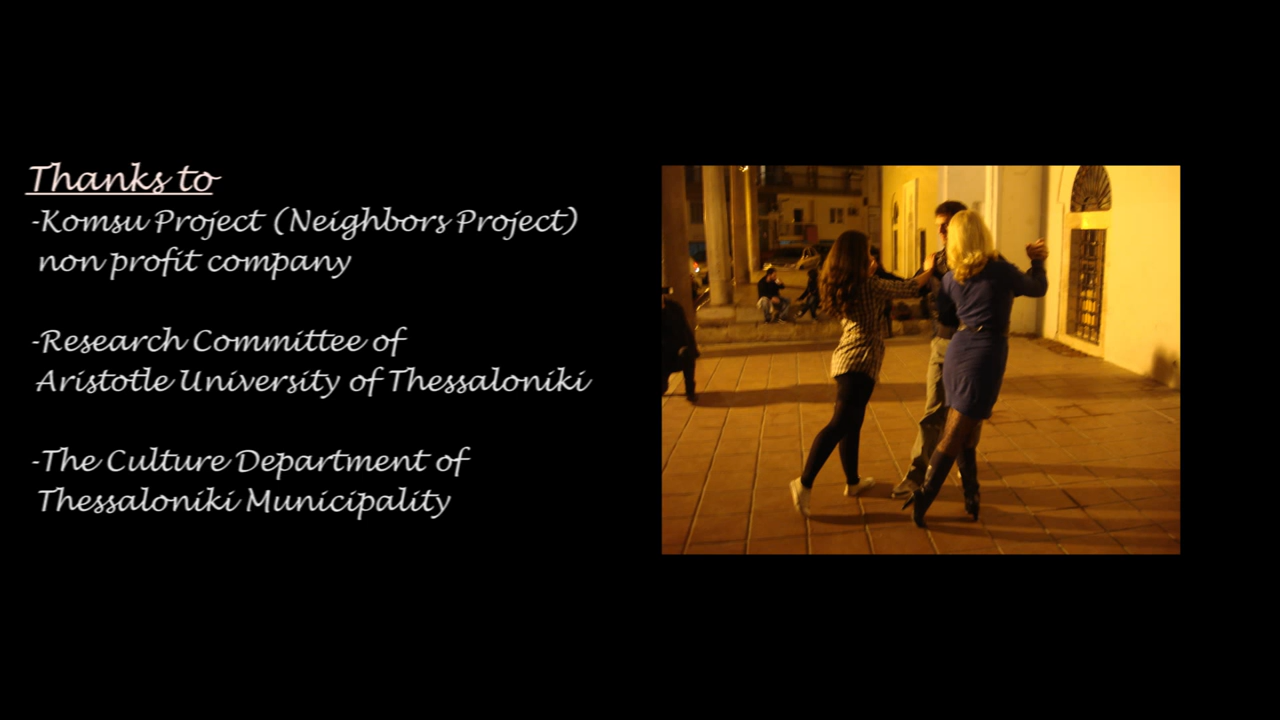 Thanks to
-Komsu Project (Neighbors Project)
non profit company
-Research Committee of
Aristotle University of Thessaloniki
-The Culture Department of
Thessaloniki Municipality